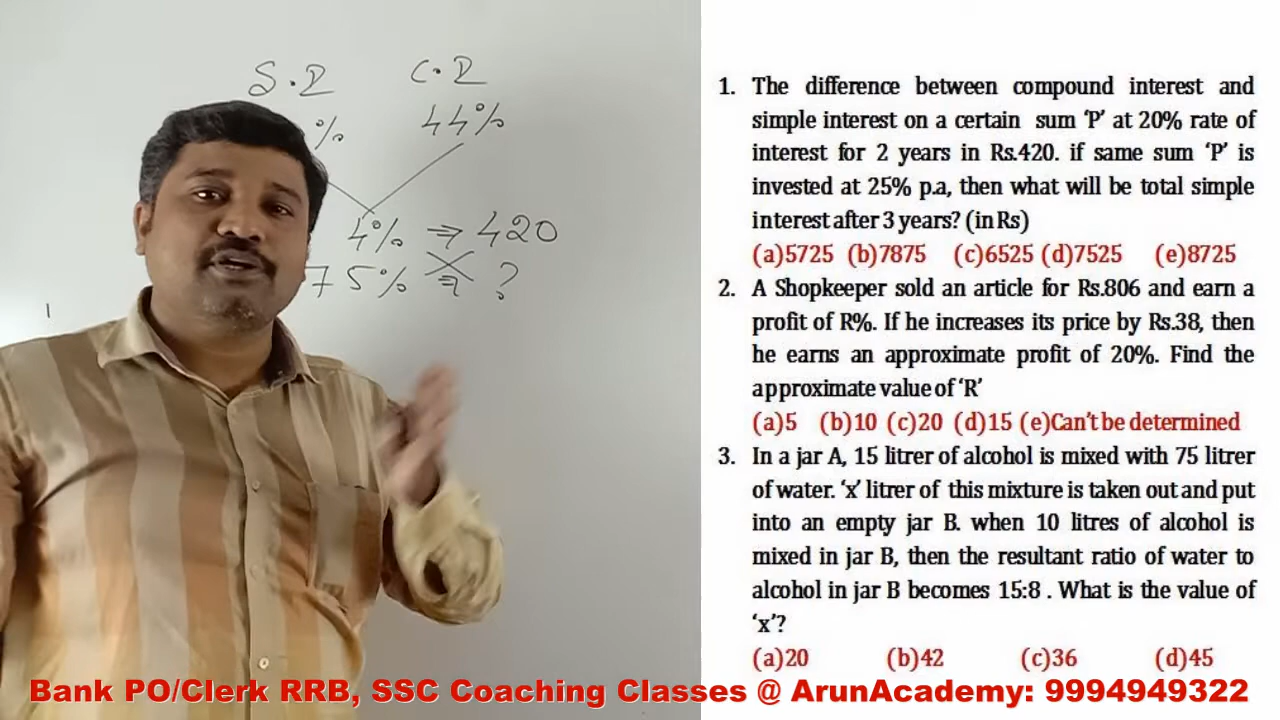 S.I C.I
% 44%
4% ⇒ 420
75% ⇒ ?
1. The difference between compound interest and
simple interest on a certain sum ‘P’ at 20% rate of
interest for 2 years in Rs.420. if same sum ‘P’ is
invested at 25% p.a, then what will be total simple
interest after 3 years? (in Rs)
(a)5725 (b)7875 (c)6525 (d)7525 (e)8725
2. A Shopkeeper sold an article for Rs.806 and earn a
profit of R%. If he increases its price by Rs.38, then
he earns an approximate profit of 20%. Find the
approximate value of ‘R’
(a)5 (b)10 (c)20 (d)15 (e)Can’t be determined
3. In a jar A, 15 litrer of alcohol is mixed with 75 litrer
of water. ‘x’ litrer of this mixture is taken out and put
into an empty jar B. when 10 litres of alcohol is
mixed in jar B, then the resultant ratio of water to
alcohol in jar B becomes 15:8 . What is the value of
‘x’?
(a)20 (b)42 (c)36 (d)45
Bank PO/Clerk RRB, SSC Coaching Classes @ ArunAcademy: 9994949322